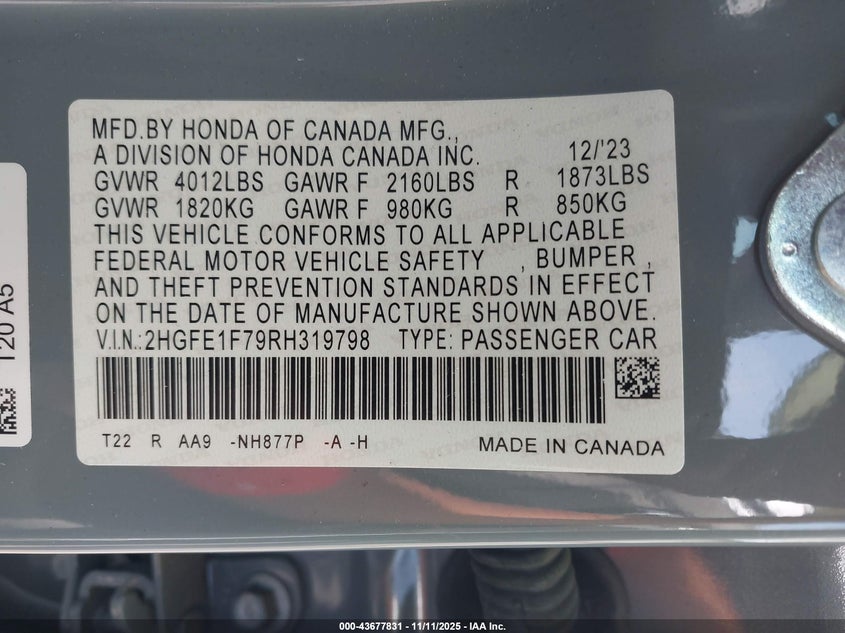 MFD.BY HONDA OF CANADA MFG.,
A DIVISION OF HONDA CANADA INC. 12/'23
GVWR 4012LBS GAWR F 2160LBS R 1873LBS
GVWR 1820KG GAWR F 980KG R 850KG
THIS VEHICLE CONFORMS TO ALL APPLICABLE
FEDERAL MOTOR VEHICLE SAFETY , BUMPER ,
AND THEFT PREVENTION STANDARDS IN EFFECT
ON THE DATE OF MANUFACTURE SHOWN ABOVE.
V.I.N.:2HGFE1F79RH319798 TYPE: PASSENGER CAR
T22 R AA9 -NH877P -A -H MADE IN CANADA
T20 A5
000-43677831 - 11/11/2025 - IAA Inc.